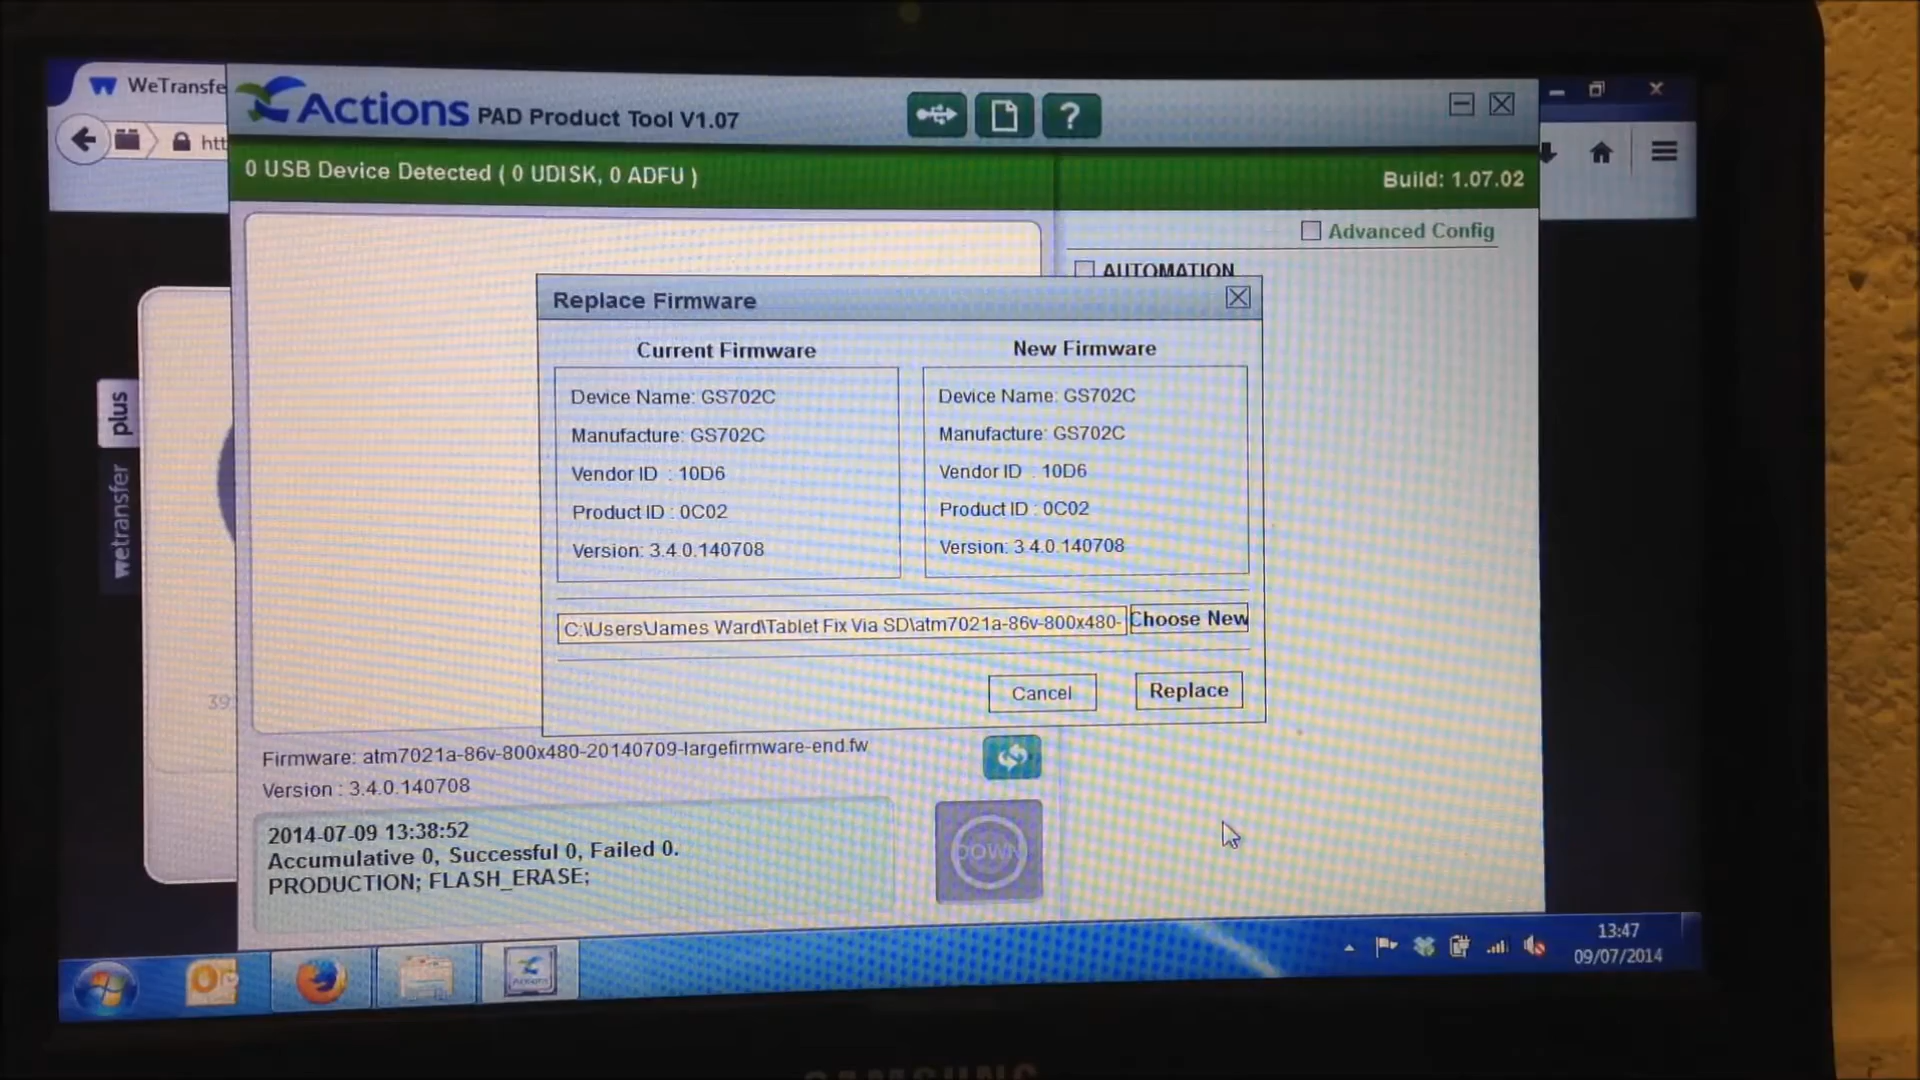 WeTransfe
Actions PAD Product Tool V1.07
?
htt
0 USB Device Detected ( 0 UDISK, 0 ADFU )
Build: 1.07.02
Advanced Config
AUTOMATION
Replace Firmware
Current Firmware
Device Name: GS702C
Manufacture: GS702C
Vendor ID : 10D6
Product ID : 0C02
Version: 3.4.0.140708
New Firmware
Device Name: GS702C
Manufacture: GS702C
Vendor ID : 10D6
Product ID : 0C02
Version: 3.4.0.140708
C:\Users\James Ward\Tablet Fix Via SD\atm7021a-86v-800x480-
Choose New
Cancel
Replace
plus
wetransfer
39
Firmware: atm7021a-86v-800x480-20140709-largefirmware-end.fw
Version : 3.4.0.140708
2014-07-09 13:38:52
Accumulative 0, Successful 0, Failed 0.
PRODUCTION; FLASH_ERASE;
DOWN
Actions
13:47
09/07/2014
SAMSUNG